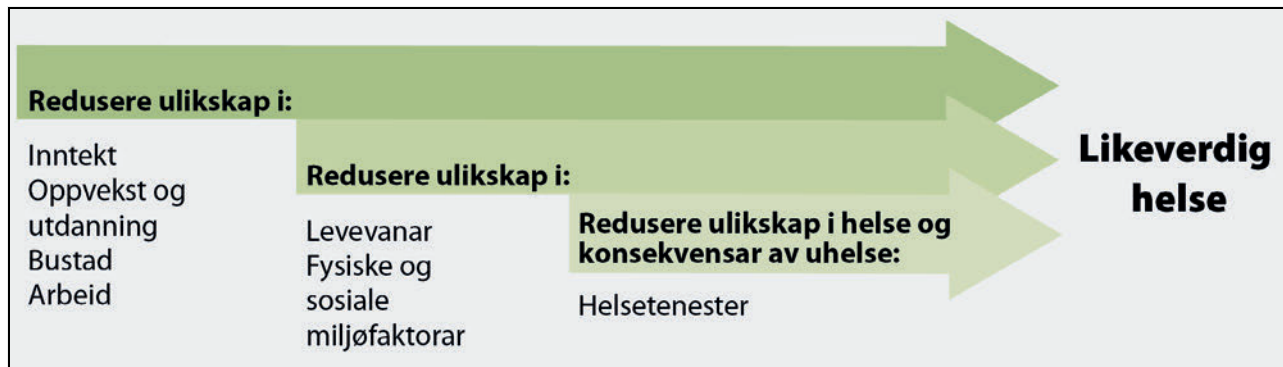 Redusere ulikskap i:
Inntekt
Oppvekst og
utdanning
Bustad
Arbeid
Redusere ulikskap i:
Levevanar
Fysiske og
sosiale
miljøfaktorar
Redusere ulikskap i helse og
konsekvensar av uhelse:
Helsetenester
Likeverdig
helse